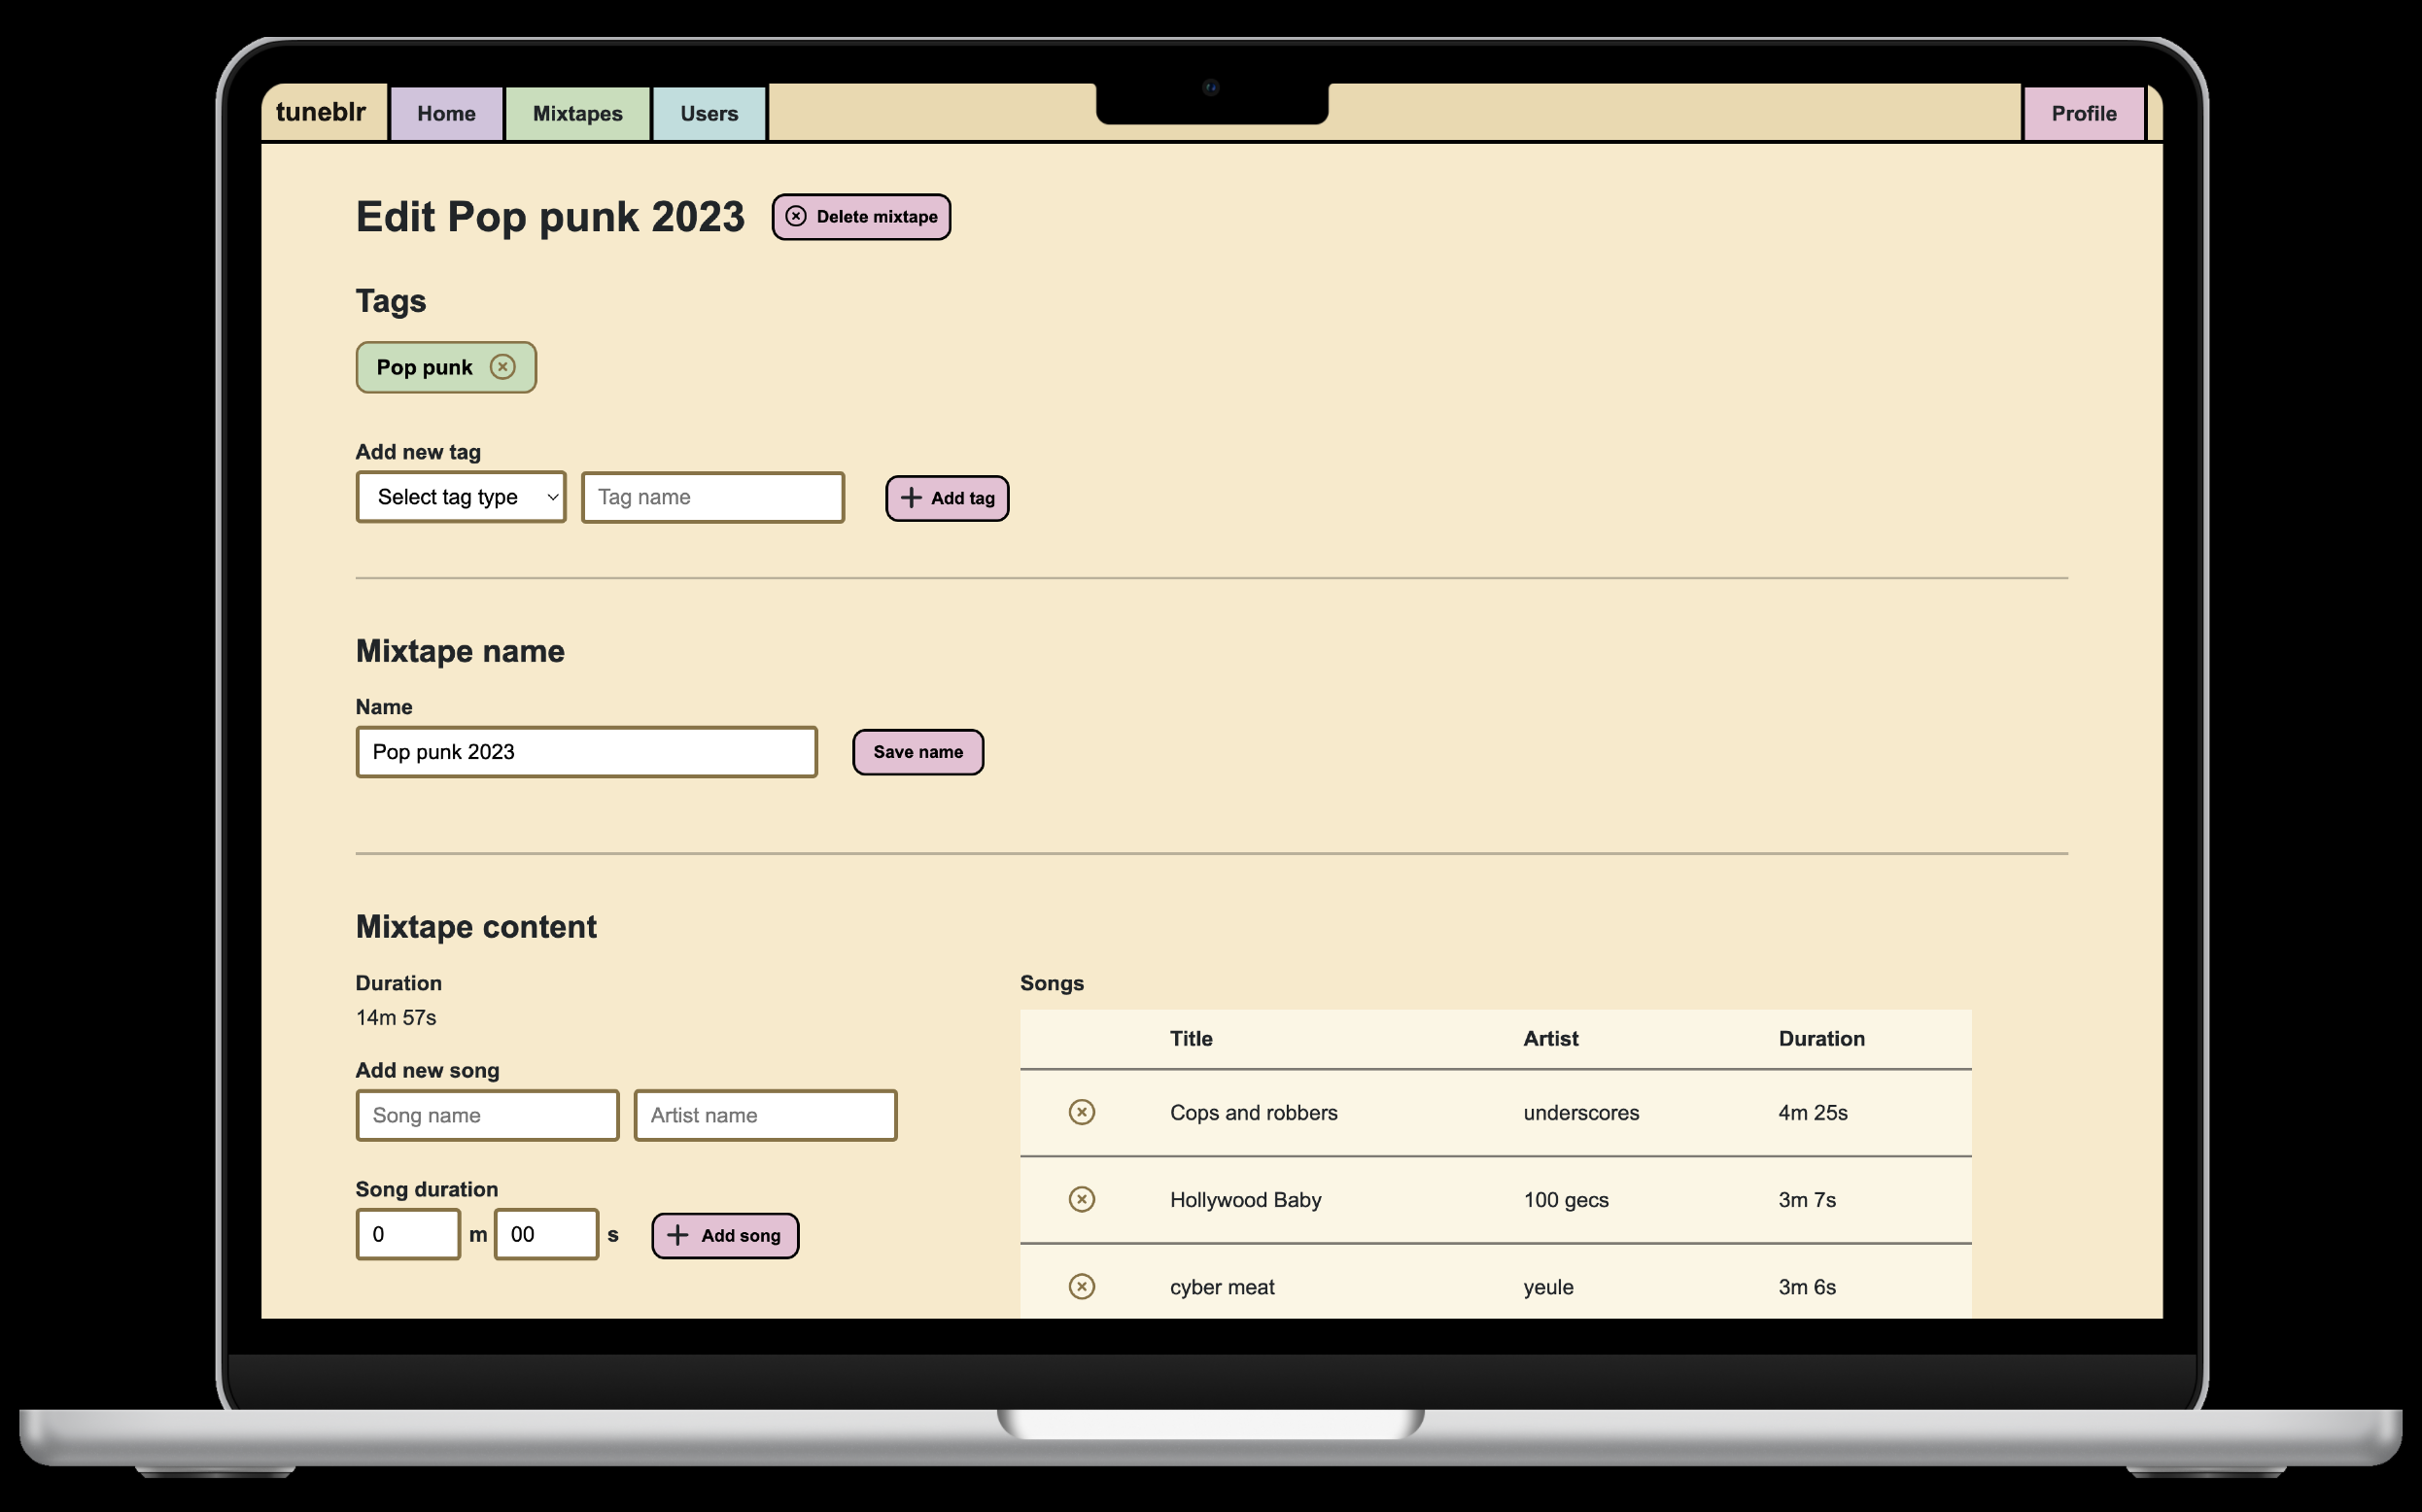 tuneblr Home Mixtapes Users Profile
Edit Pop punk 2023 Delete mixtape
Tags
Pop punk
Add new tag
Select tag type Tag name Add tag
Mixtape name
Name
Pop punk 2023 Save name
Mixtape content
Duration
14m 57s
Add new song
Song name Artist name
Song duration
0 m 00 s Add song
Songs
Title Artist Duration
Cops and robbers underscores 4m 25s
Hollywood Baby 100 gecs 3m 7s
cyber meat yeule 3m 6s